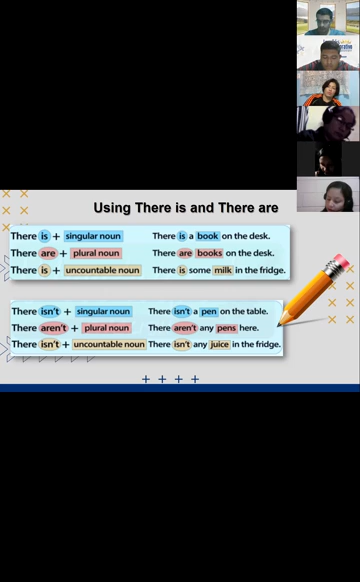 Using There is and There are
There is + singular noun There is a book on the desk.
There are + plural noun There are books on the desk.
There is + uncountable noun There is some milk in the fridge.
There isn't + singular noun There isn't a pen on the table.
There aren't + plural noun There aren't any pens here.
There isn't + uncountable noun There isn't any juice in the fridge.